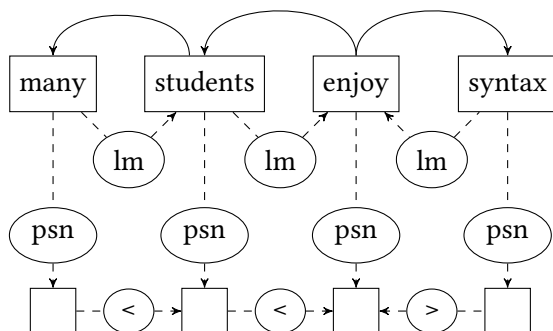 many students enjoy syntax
lm lm lm
psn psn psn psn
< < >